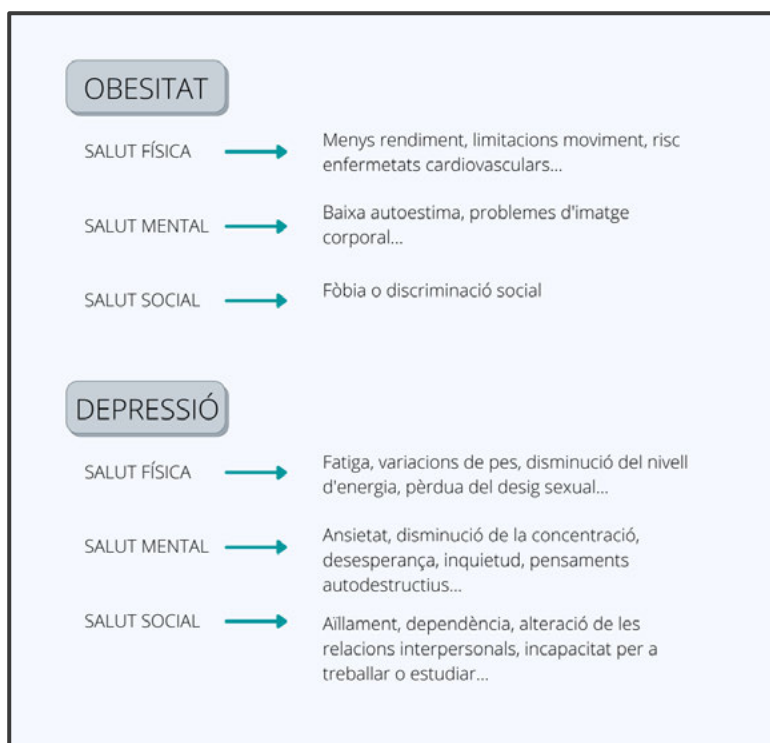 OBESITAT
SALUT FÍSICA
Menys rendiment, limitacions moviment, risc
enfermetats cardiovasculars...
SALUT MENTAL
Baixa autoestima, problemes d'imatge
corporal...
SALUT SOCIAL
Fòbia o discriminació social
DEPRESSIÓ
SALUT FÍSICA
Fatiga, variacions de pes, disminució del nivell
d'energia, pèrdua del desig sexual...
SALUT MENTAL
Ansietat, disminució de la concentració,
desesperança, inquietud, pensaments
autodestructius...
SALUT SOCIAL
Aïllament, dependència, alteració de les
relacions interpersonals, incapacitat per a
treballar o estudiar...